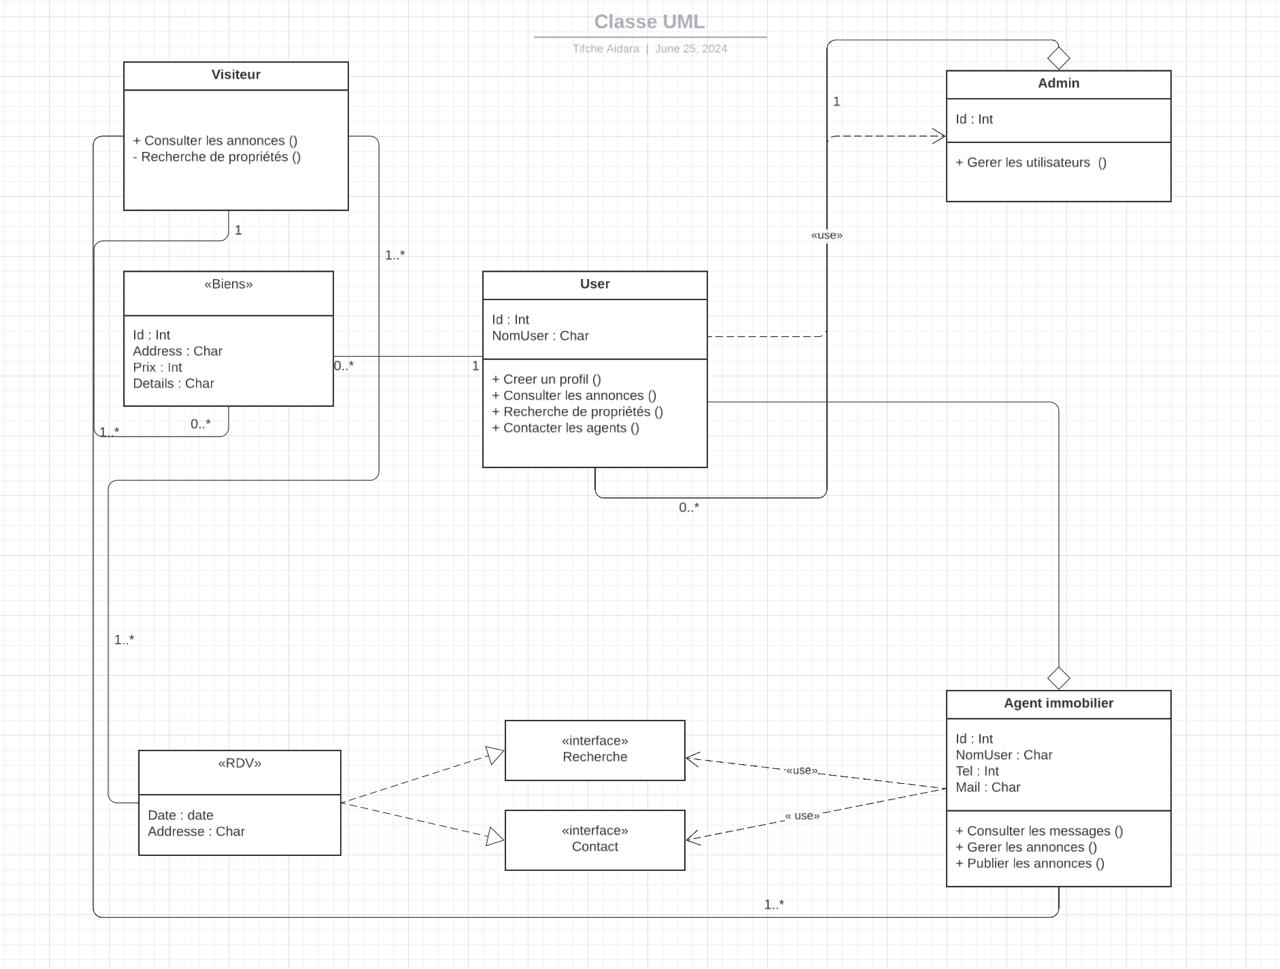 Classe UML
Tifche Aidara | June 25, 2024
Visiteur
+ Consulter les annonces ()
- Recherche de propriétés ()
1
1..*
Admin
Id : Int
+ Gerer les utilisateurs ()
1
«use»
«Biens»
Id : Int
Address : Char
Prix : Int
Details : Char
0..*
1
1..*
0..*
User
Id : Int
NomUser : Char
+ Creer un profil ()
+ Consulter les annonces ()
+ Recherche de propriétés ()
+ Contacter les agents ()
0..*
1..*
«RDV»
Date : date
Addresse : Char
«interface»
Recherche
«interface»
Contact
«use»
« use»
Agent immobilier
Id : Int
NomUser : Char
Tel : Int
Mail : Char
+ Consulter les messages ()
+ Gerer les annonces ()
+ Publier les annonces ()
1..*